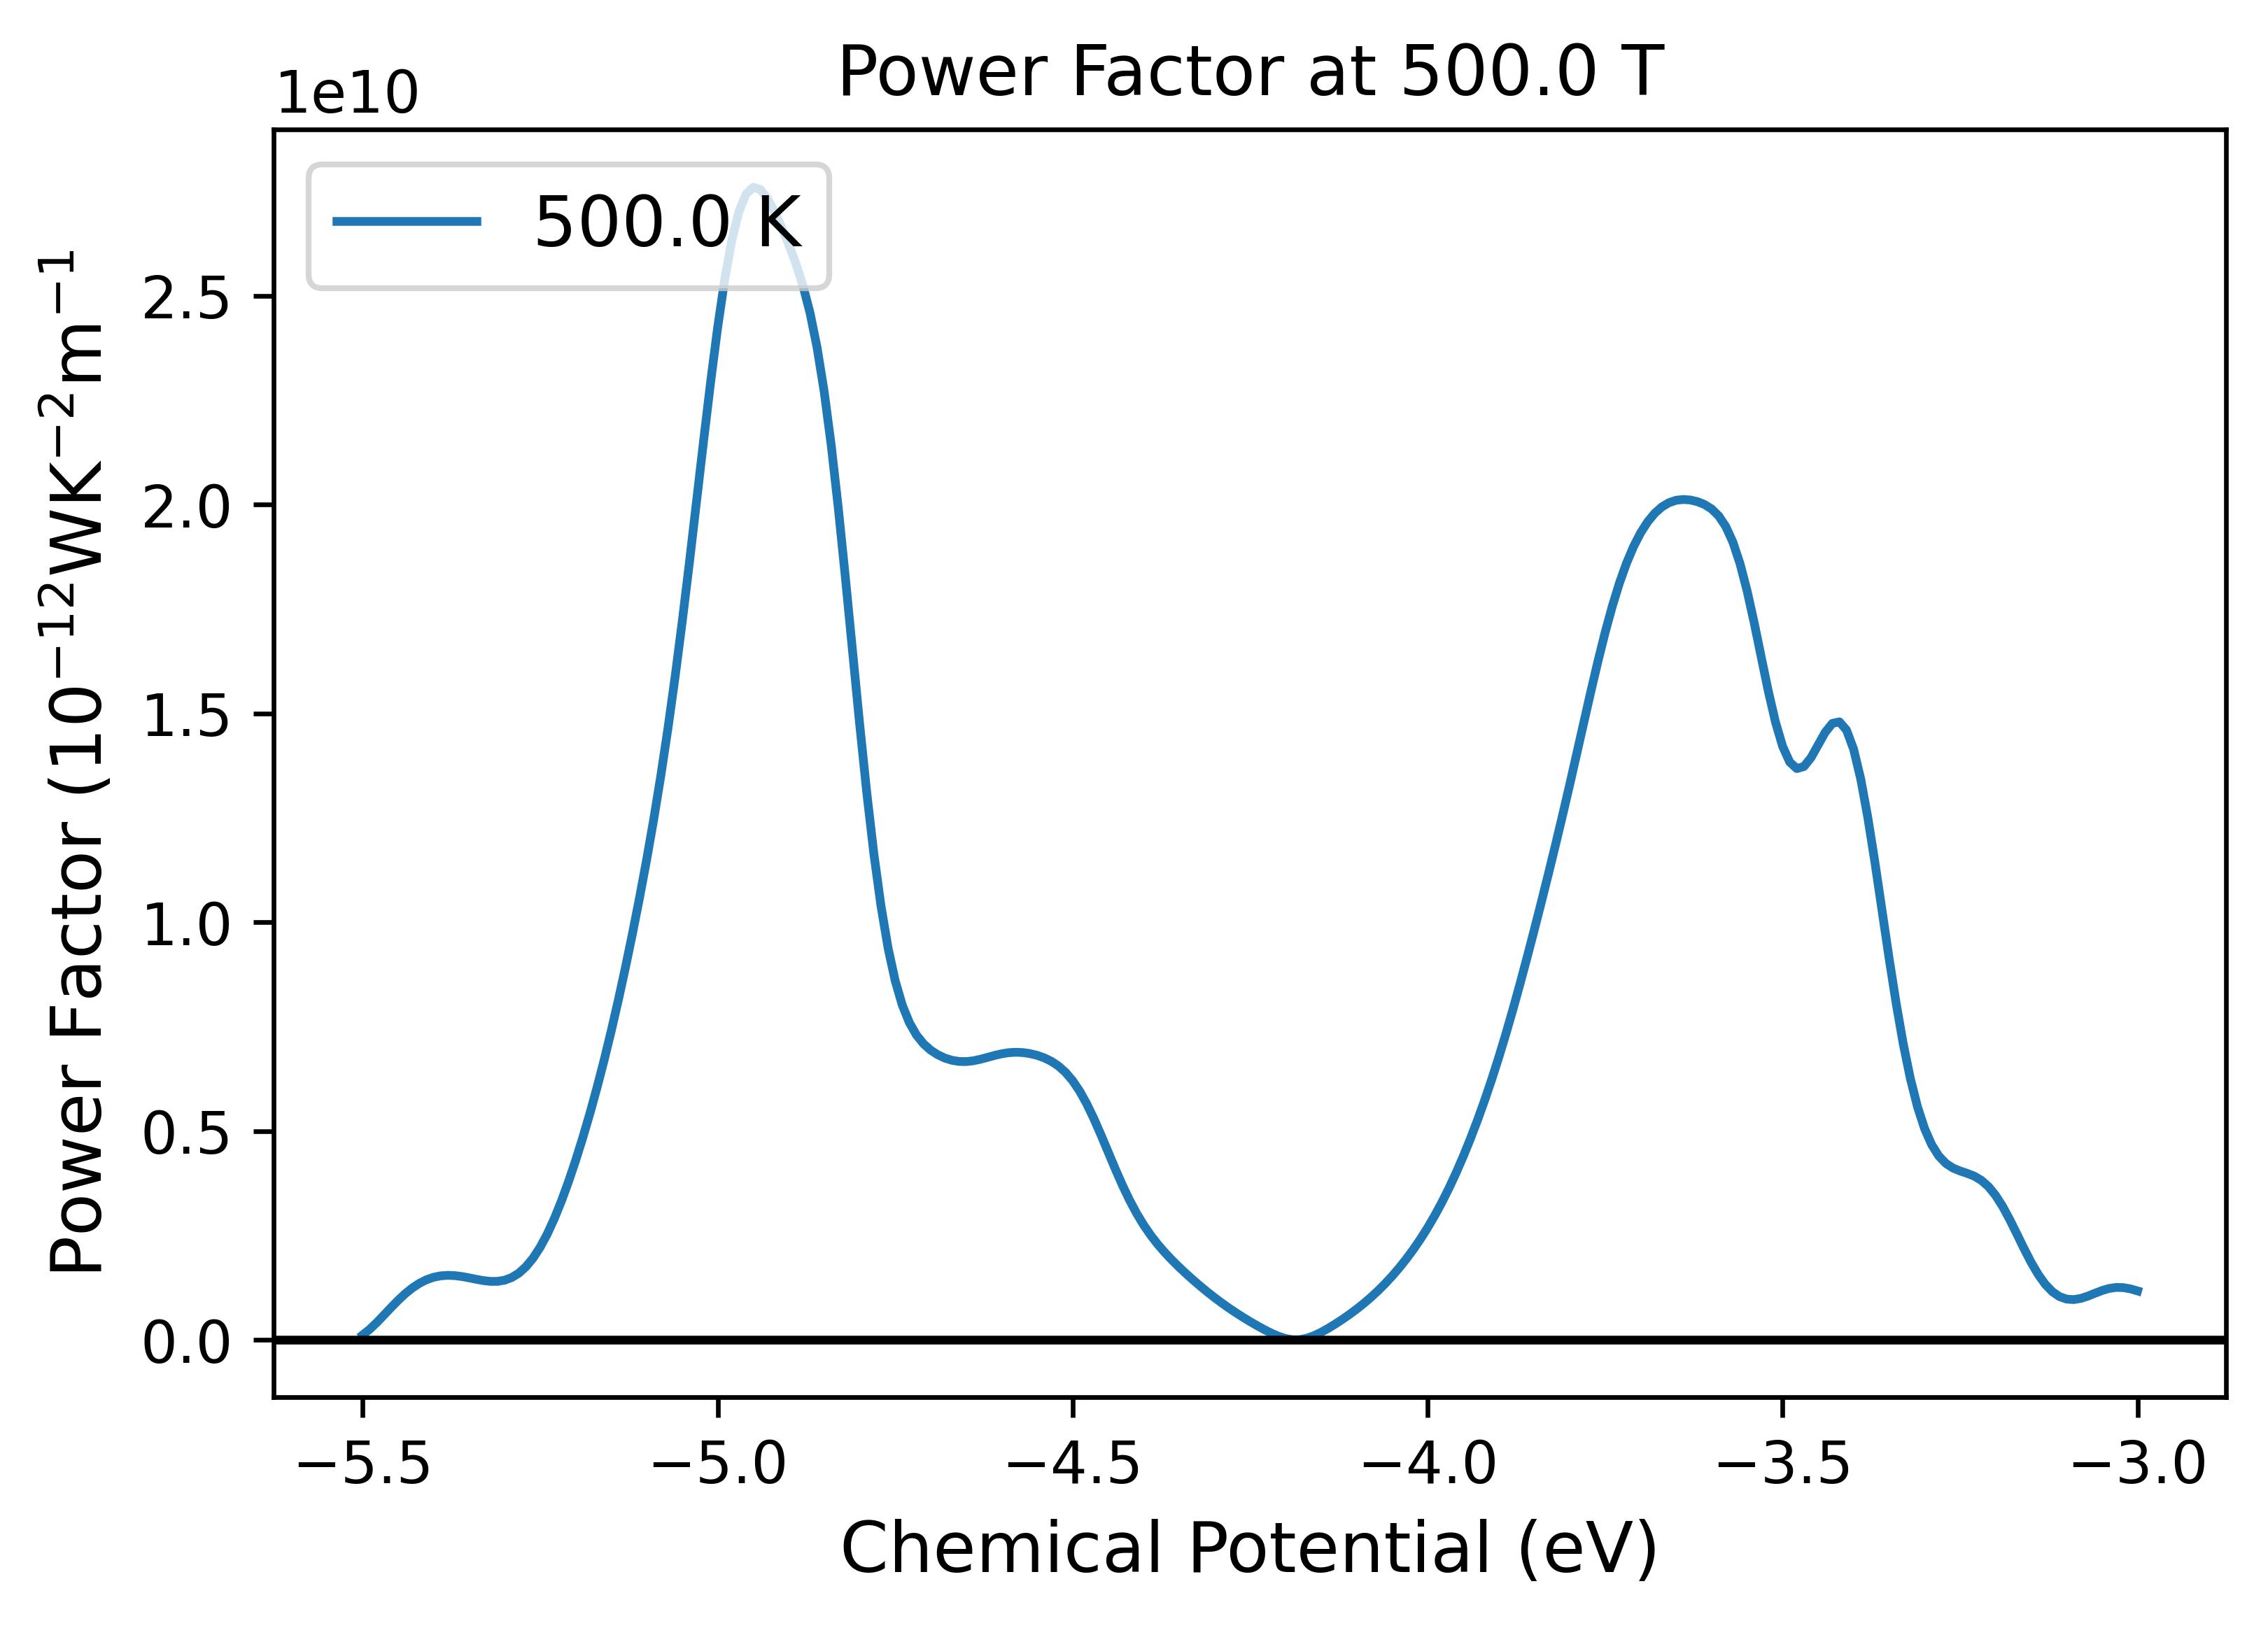 Power Factor at 500.0 T
1e10
500.0 K
Power Factor (10⁻¹²WK⁻²m⁻¹
2.5
2.0
1.5
1.0
0.5
0.0
−5.5 −5.0 −4.5 −4.0 −3.5 −3.0
Chemical Potential (eV)